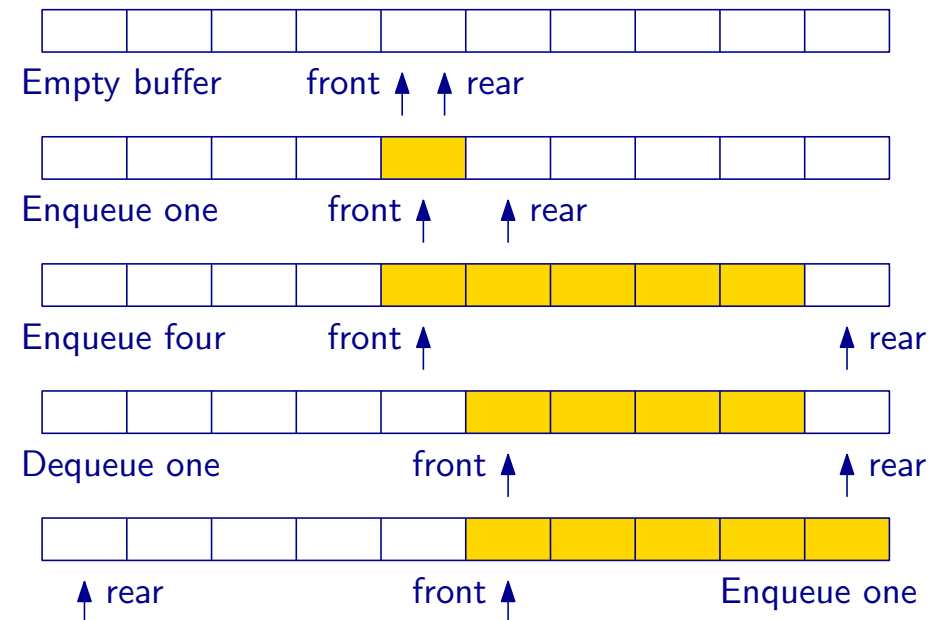 Empty buffer front rear
Enqueue one front rear
Enqueue four front rear
Dequeue one front rear
rear front Enqueue one